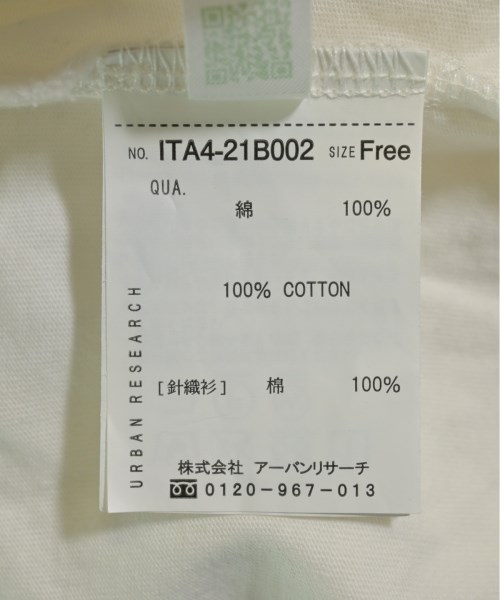 NO. ITA4-21B002 SIZE Free
QUA.
綿 100%
100% COTTON
URBAN RESEARCH
[針織衫] 棉 100%
株式会社 アーバンリサーチ
0120-967-013